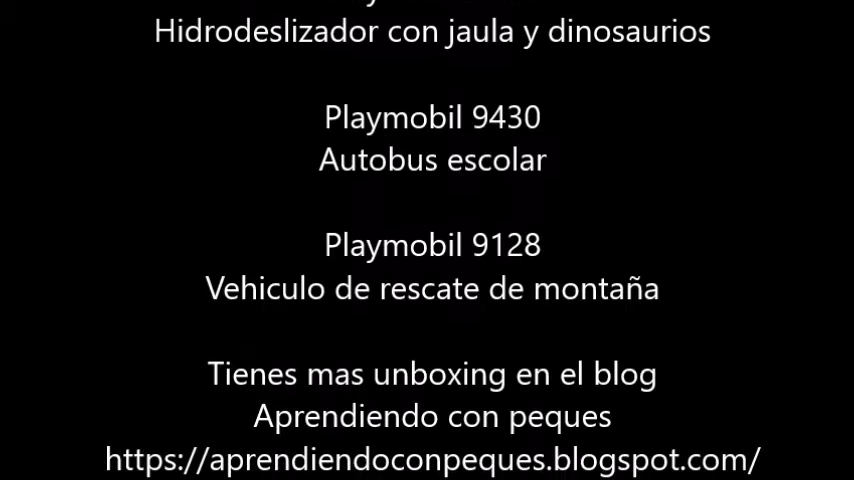 Hidrodeslizador con jaula y dinosaurios
Playmobil 9430
Autobus escolar
Playmobil 9128
Vehiculo de rescate de montaña
Tienes mas unboxing en el blog
Aprendiendo con peques
https://aprendiendoconpeques.blogspot.com/